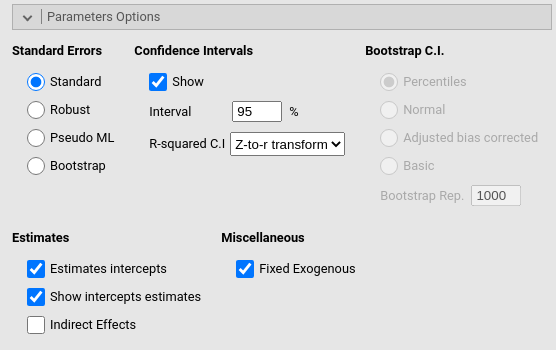 Parameters Options
Standard Errors
Standard
Robust
Pseudo ML
Bootstrap
Confidence Intervals
Show
Interval 95 %
R-squared C.I Z-to-r transform
Bootstrap C.I.
Percentiles
Normal
Adjusted bias corrected
Basic
Bootstrap Rep. 1000
Estimates
Estimates intercepts
Show intercepts estimates
Indirect Effects
Miscellaneous
Fixed Exogenous